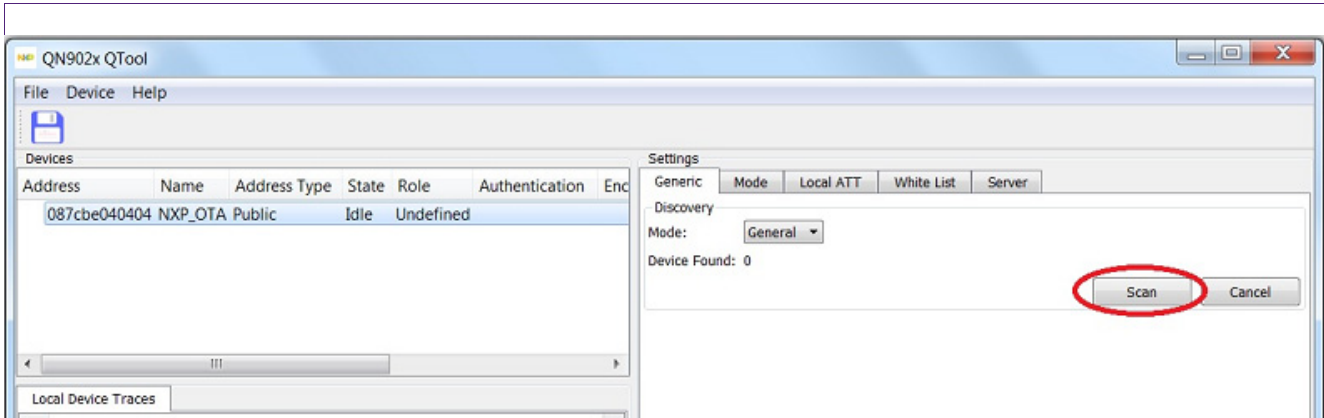 QN902x QTool
File Device Help
Devices
Address Name Address Type State Role Authentication Enc
087cbe040404 NXP_OTA Public Idle Undefined
Local Device Traces
Settings
Generic Mode Local ATT White List Server
Discovery
Mode: General
Device Found: 0
Scan Cancel